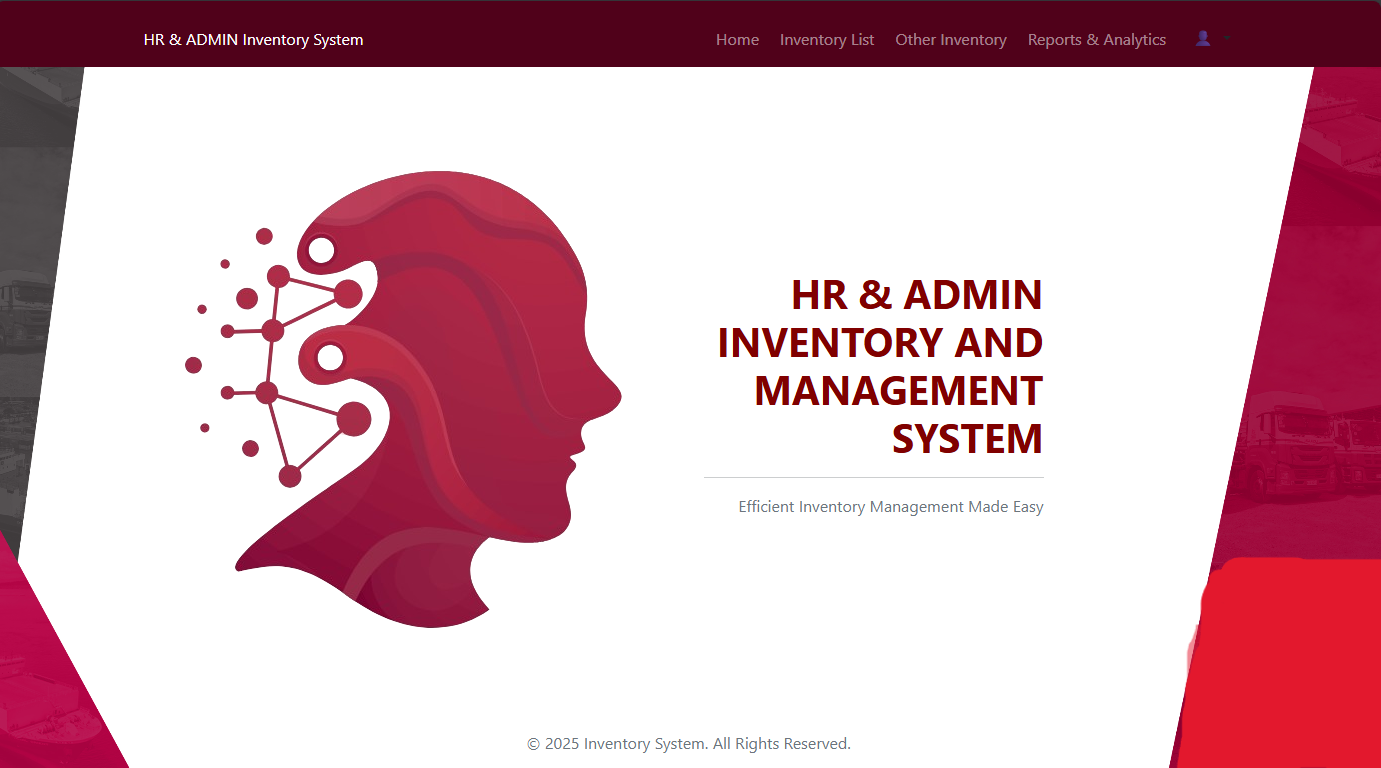 HR & ADMIN Inventory System
Home
Inventory List
Other Inventory
Reports & Analytics
HR & ADMIN
INVENTORY AND
MANAGEMENT
SYSTEM
Efficient Inventory Management Made Easy
© 2025 Inventory System. All Rights Reserved.